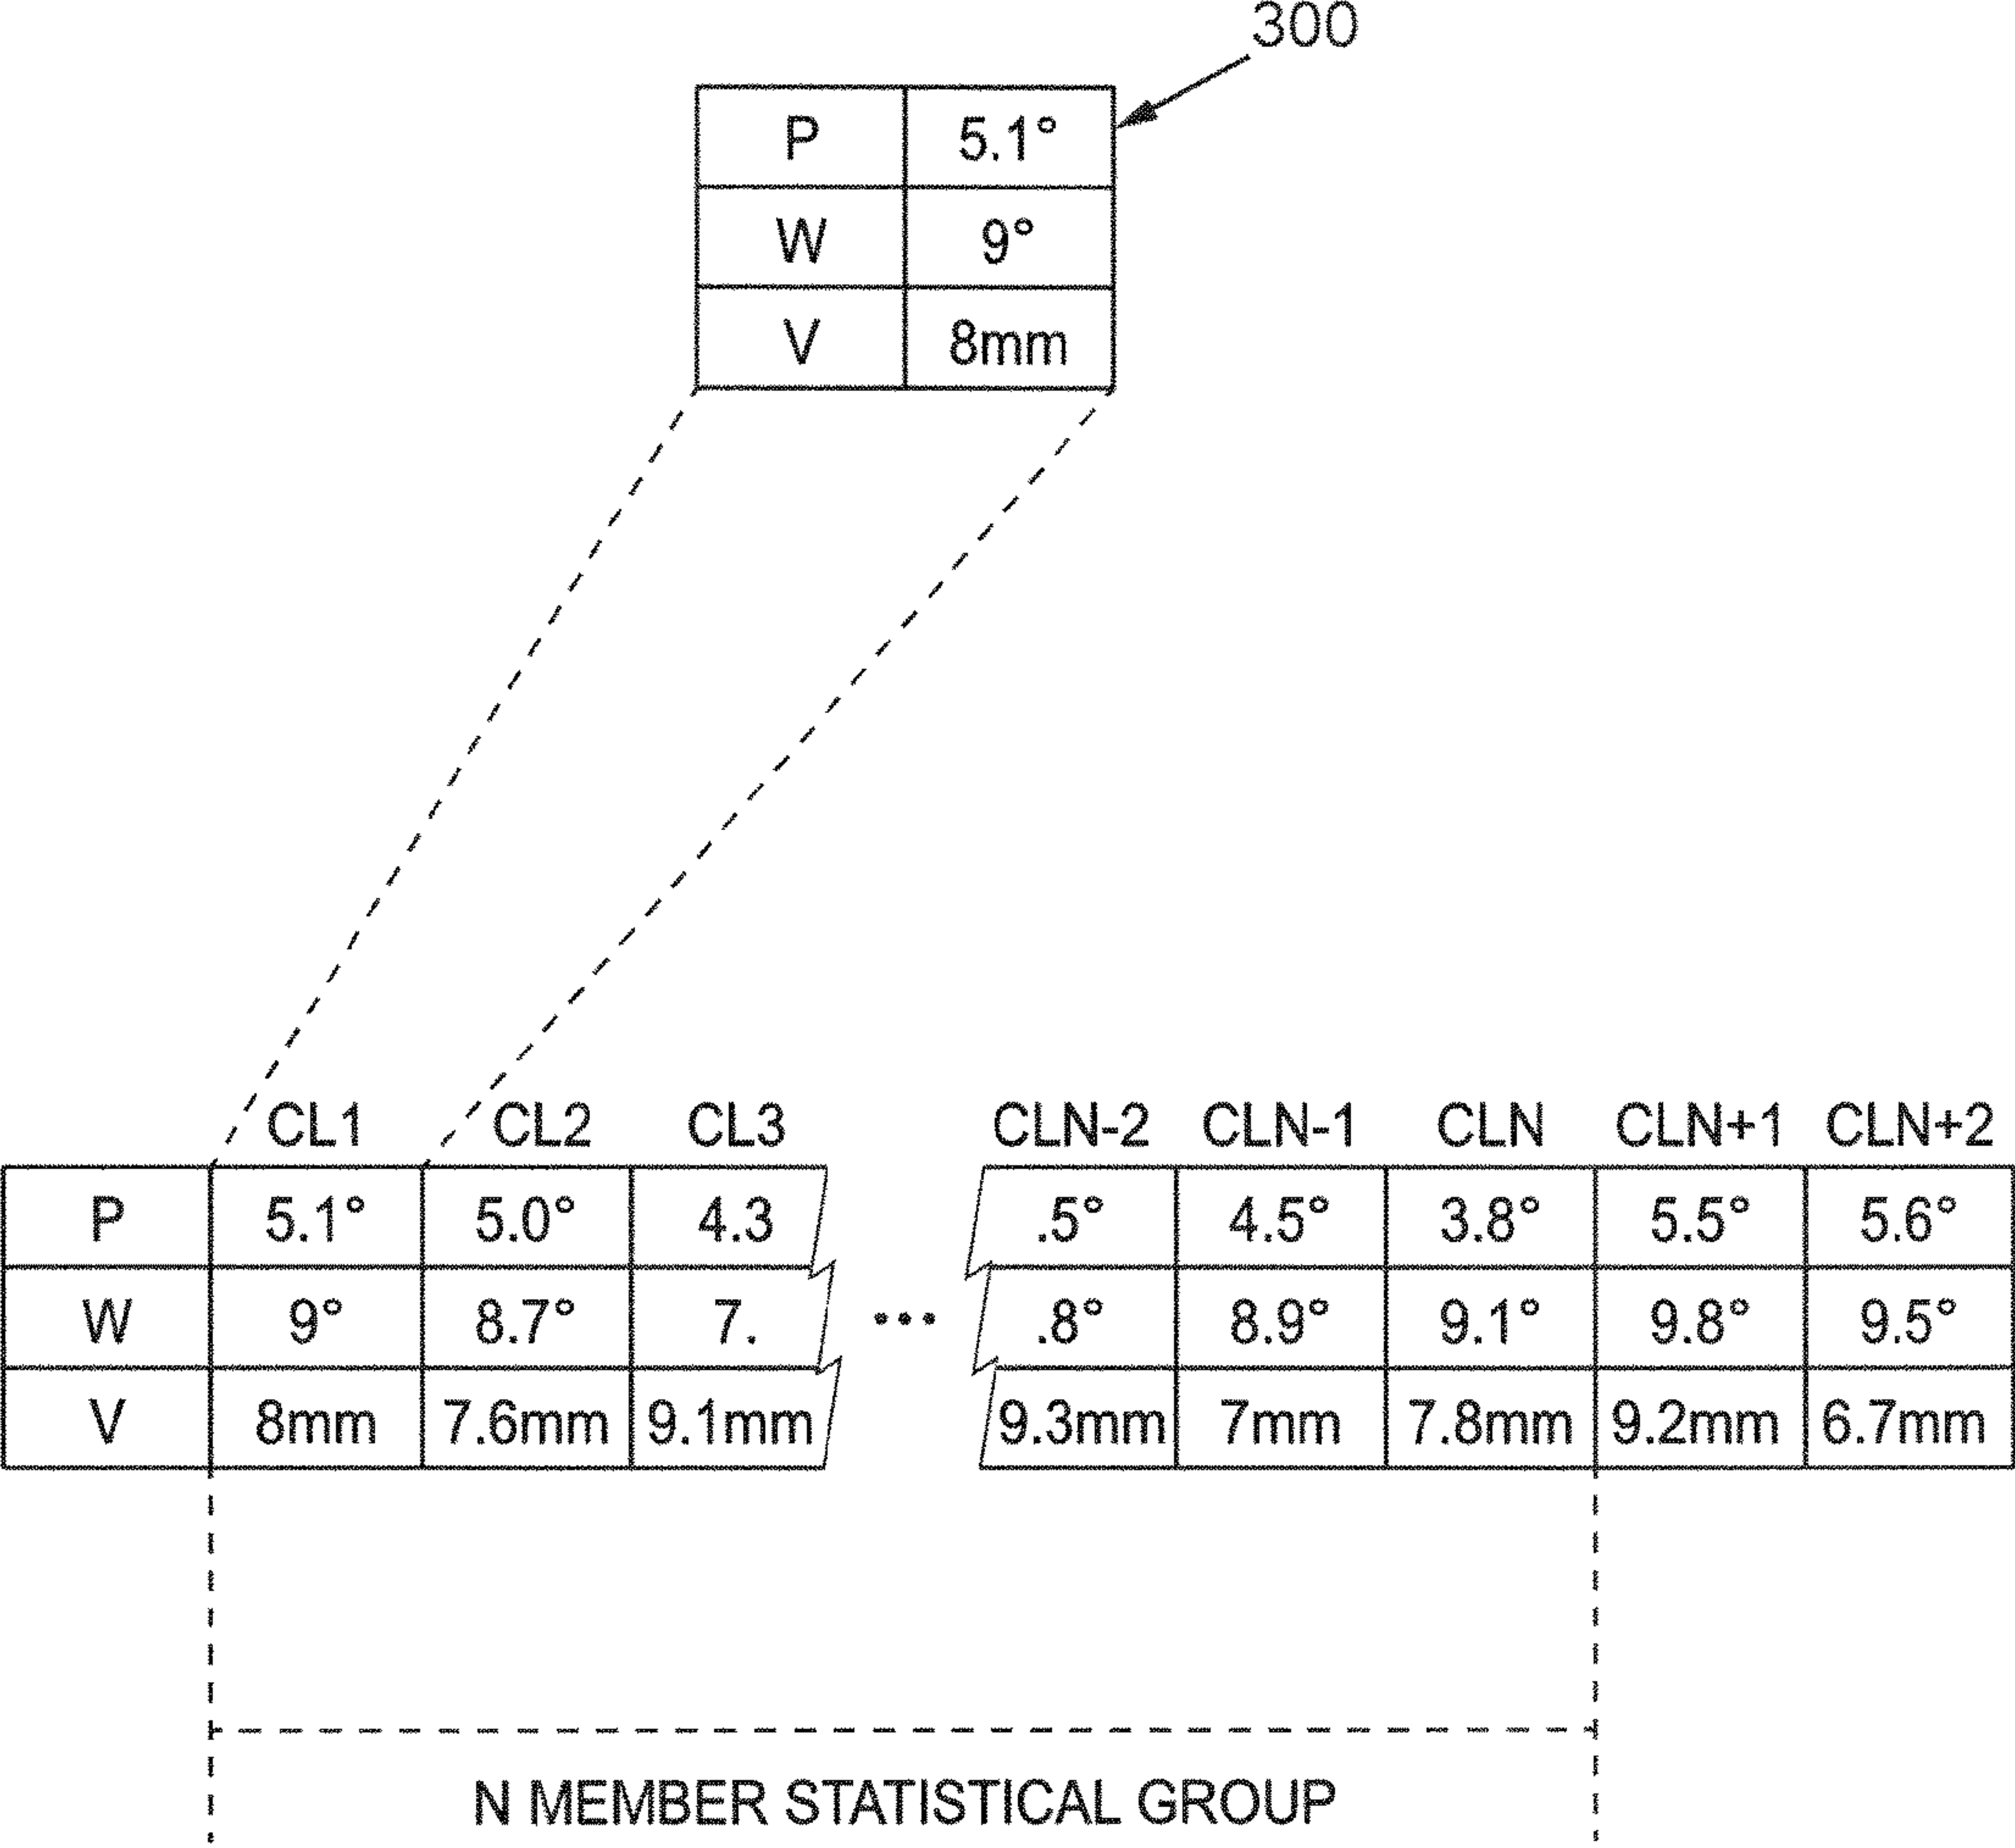 300
P 5.1°
W 9°
V 8mm
CL1 CL2 CL3 CLN-2 CLN-1 CLN CLN+1 CLN+2
P 5.1° 5.0° 4.3 .5° 4.5° 3.8° 5.5° 5.6°
W 9° 8.7° 7. ... .8° 8.9° 9.1° 9.8° 9.5°
V 8mm 7.6mm 9.1mm 9.3mm 7mm 7.8mm 9.2mm 6.7mm
N MEMBER STATISTICAL GROUP